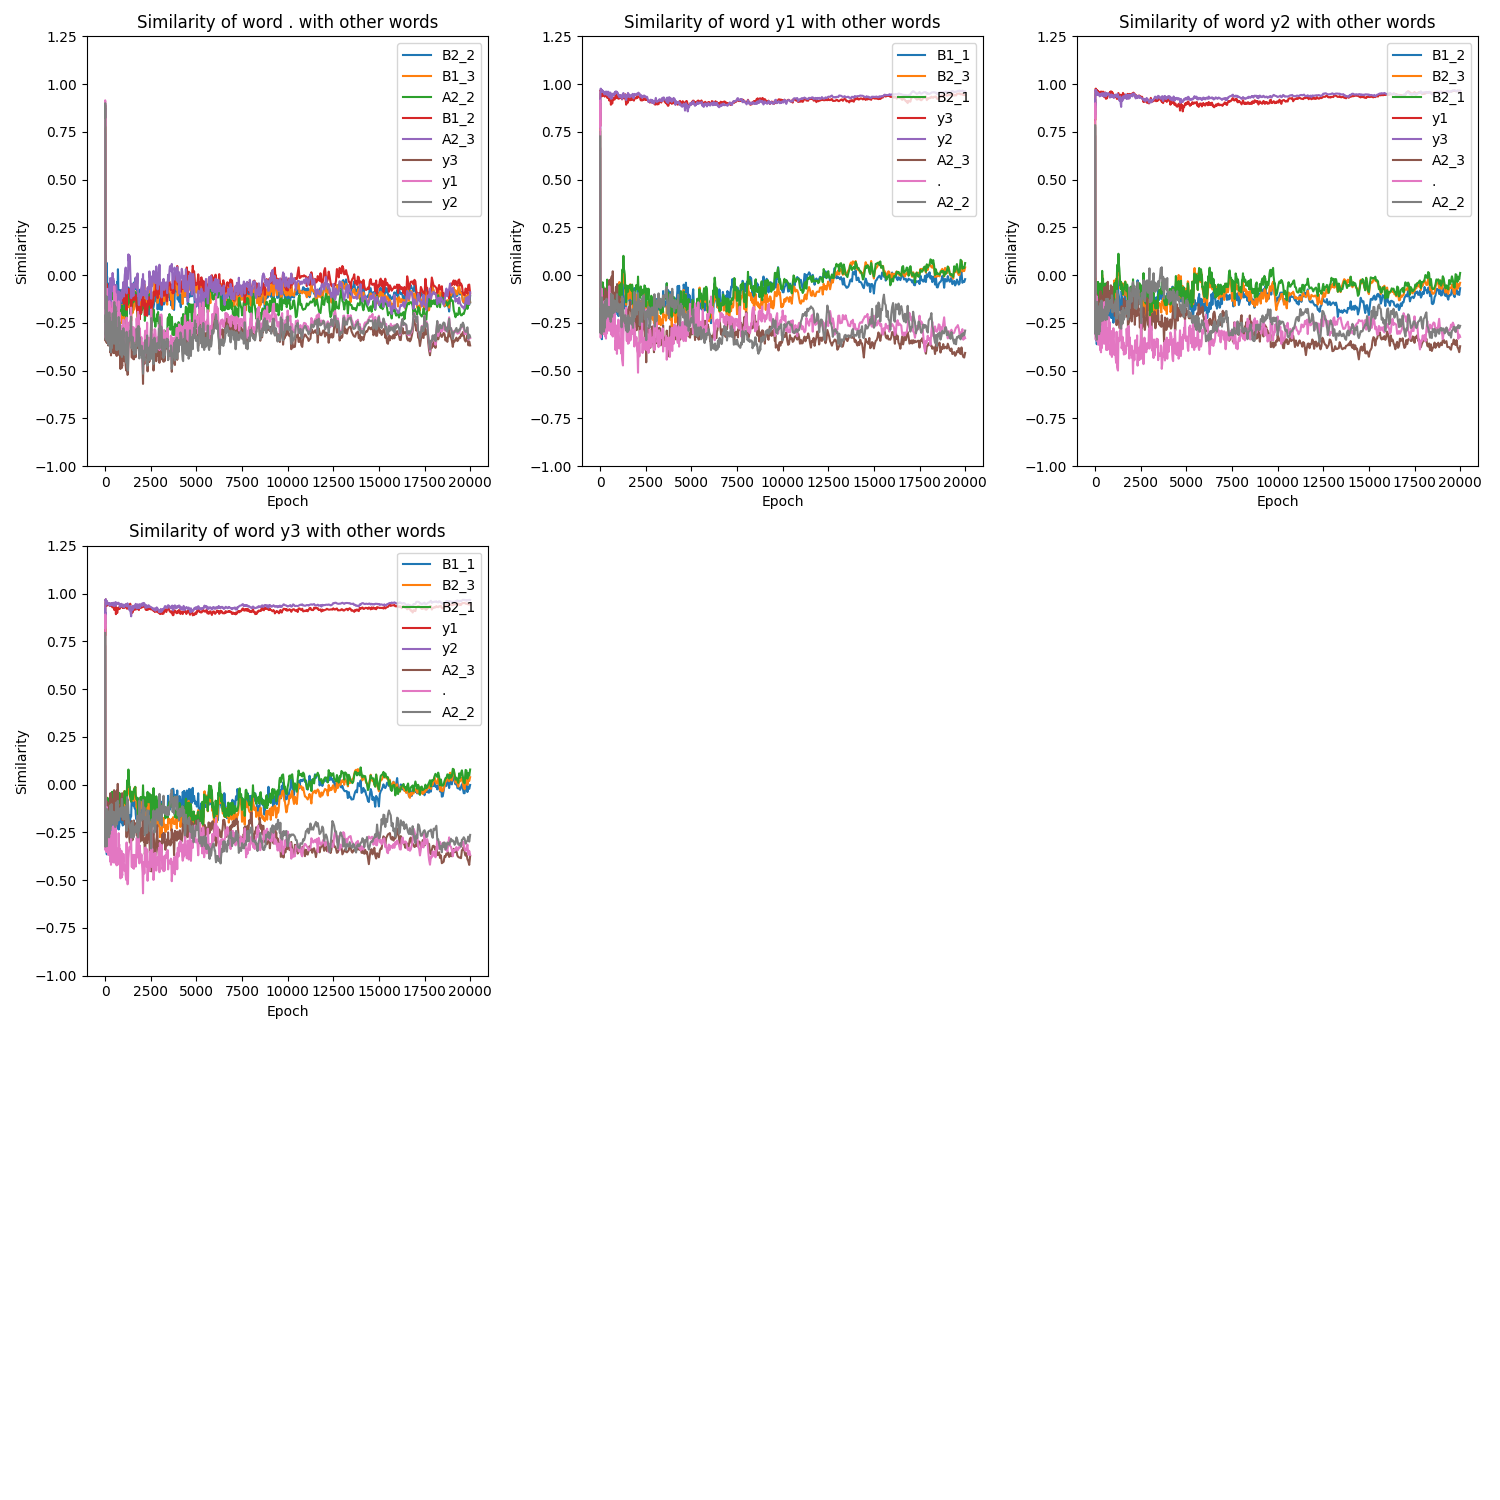 Similarity of word . with other words
1.25
1.00
0.75
0.50
0.25
0.00
−0.25
−0.50
−0.75
−1.00
Similarity
0 2500 5000 7500 10000 12500 15000 17500 20000
Epoch
B2_2
B1_3
A2_2
B1_2
A2_3
y3
y1
y2
Similarity of word y1 with other words
1.25
1.00
0.75
0.50
0.25
0.00
−0.25
−0.50
−0.75
−1.00
Similarity
0 2500 5000 7500 10000 12500 15000 17500 20000
Epoch
B1_1
B2_3
B2_1
y3
y2
A2_3
.
A2_2
Similarity of word y2 with other words
1.25
1.00
0.75
0.50
0.25
0.00
−0.25
−0.50
−0.75
−1.00
Similarity
0 2500 5000 7500 10000 12500 15000 17500 20000
Epoch
B1_2
B2_3
B2_1
y1
y3
A2_3
.
A2_2
Similarity of word y3 with other words
1.25
1.00
0.75
0.50
0.25
0.00
−0.25
−0.50
−0.75
−1.00
Similarity
0 2500 5000 7500 10000 12500 15000 17500 20000
Epoch
B1_1
B2_3
B2_1
y1
y2
A2_3
.
A2_2